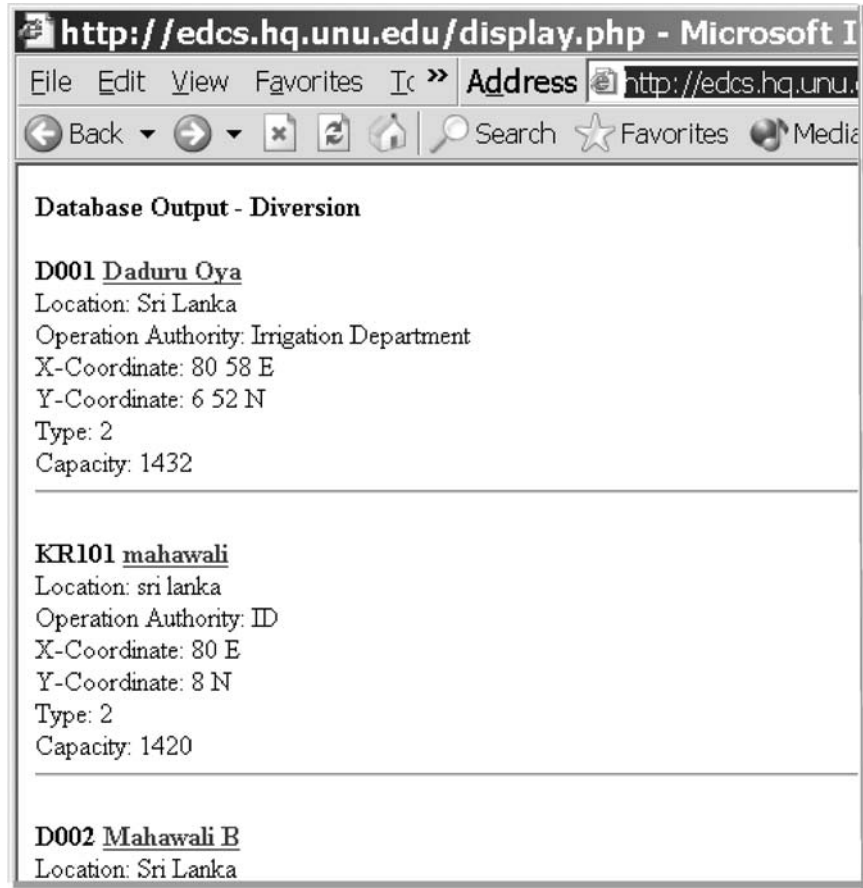 http://edcs.hq.unu.edu/display.php - Microsoft I
File Edit View Favorites To » Address http://edcs.hq.unu.
Back Search Favorites Media
Database Output - Diversion
D001 Daduru Oya
Location: Sri Lanka
Operation Authority: Irrigation Department
X-Coordinate: 80 58 E
Y-Coordinate: 6 52 N
Type: 2
Capacity: 1432
KR101 mahawali
Location: sri lanka
Operation Authority: ID
X-Coordinate: 80 E
Y-Coordinate: 8 N
Type: 2
Capacity: 1420
D002 Mahawali B
Location: Sri Lanka